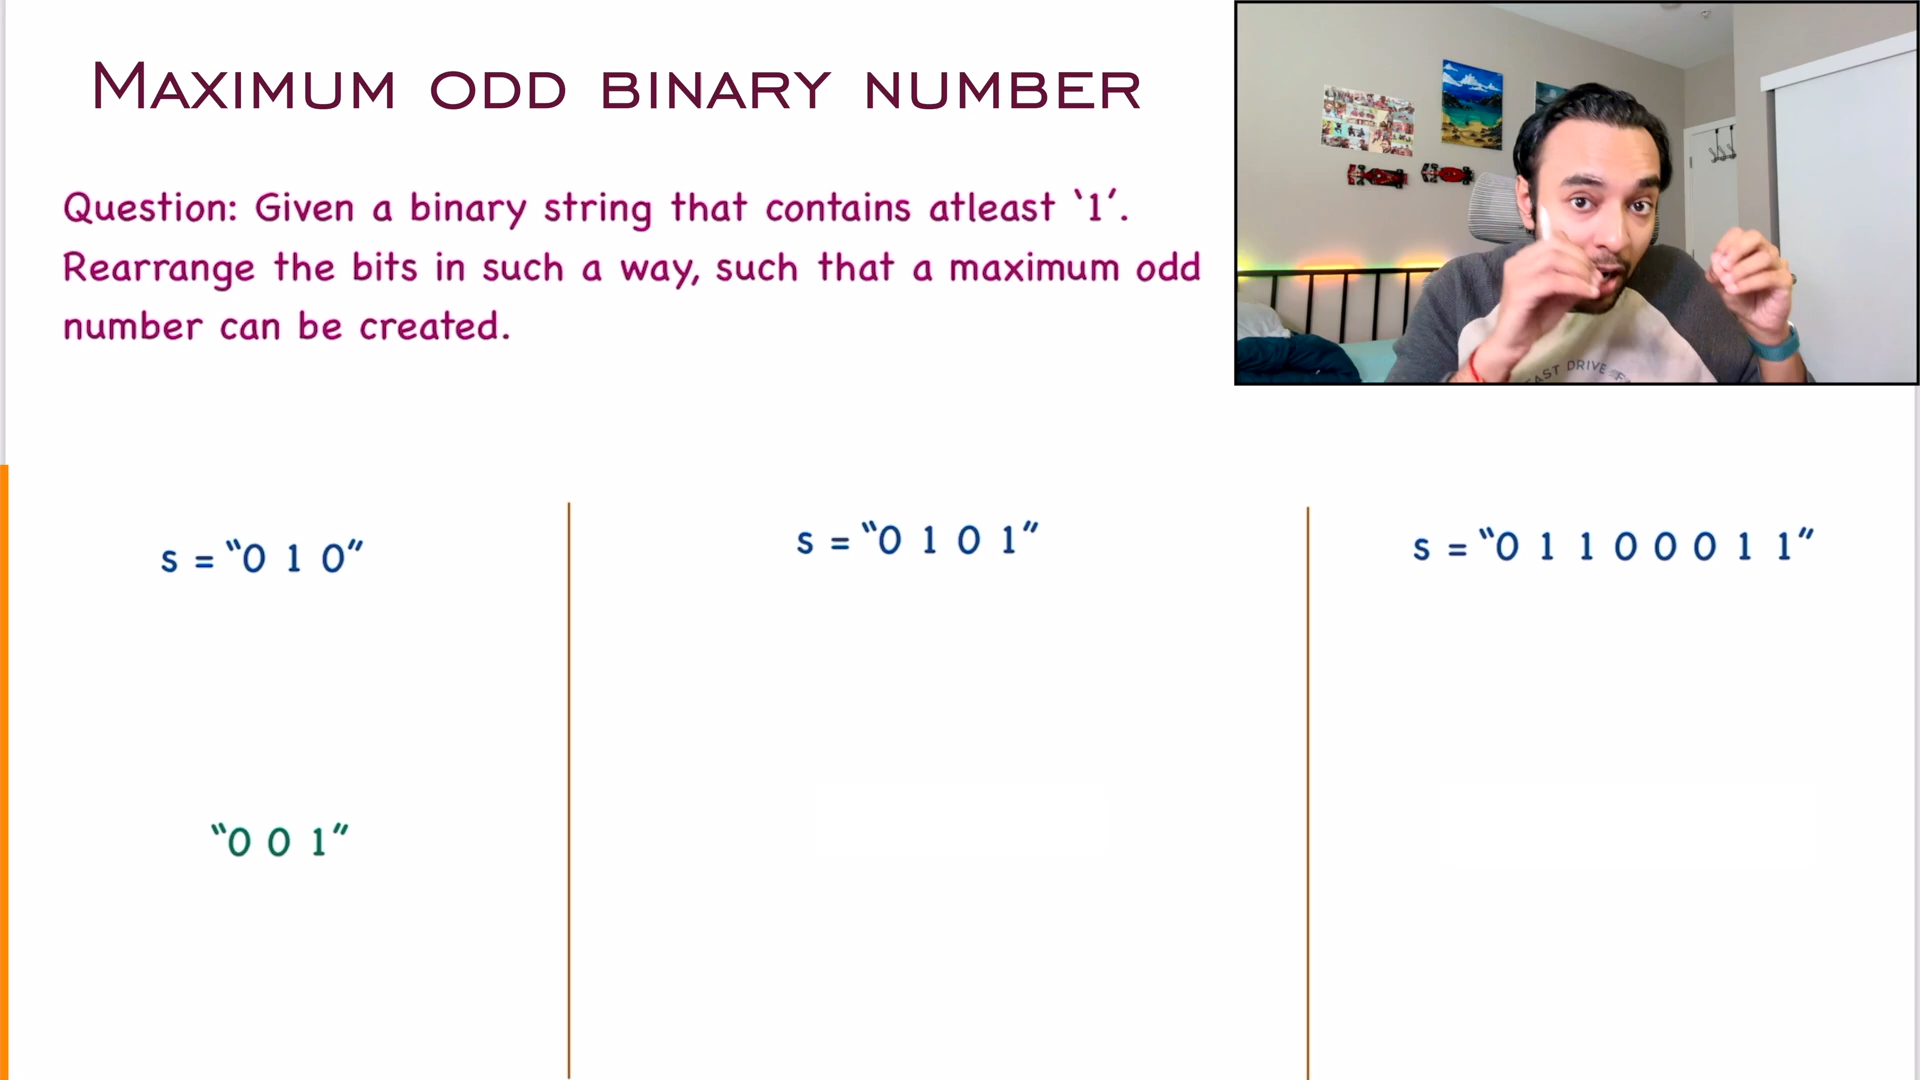 MAXIMUM ODD BINARY NUMBER
Question: Given a binary string that contains atleast ‘1’.
Rearrange the bits in such a way, such that a maximum odd
number can be created.
AST DRIVE
s = “0 1 0”
s = “0 1 0 1”
s = “0 1 1 0 0 0 1 1”
“0 0 1”